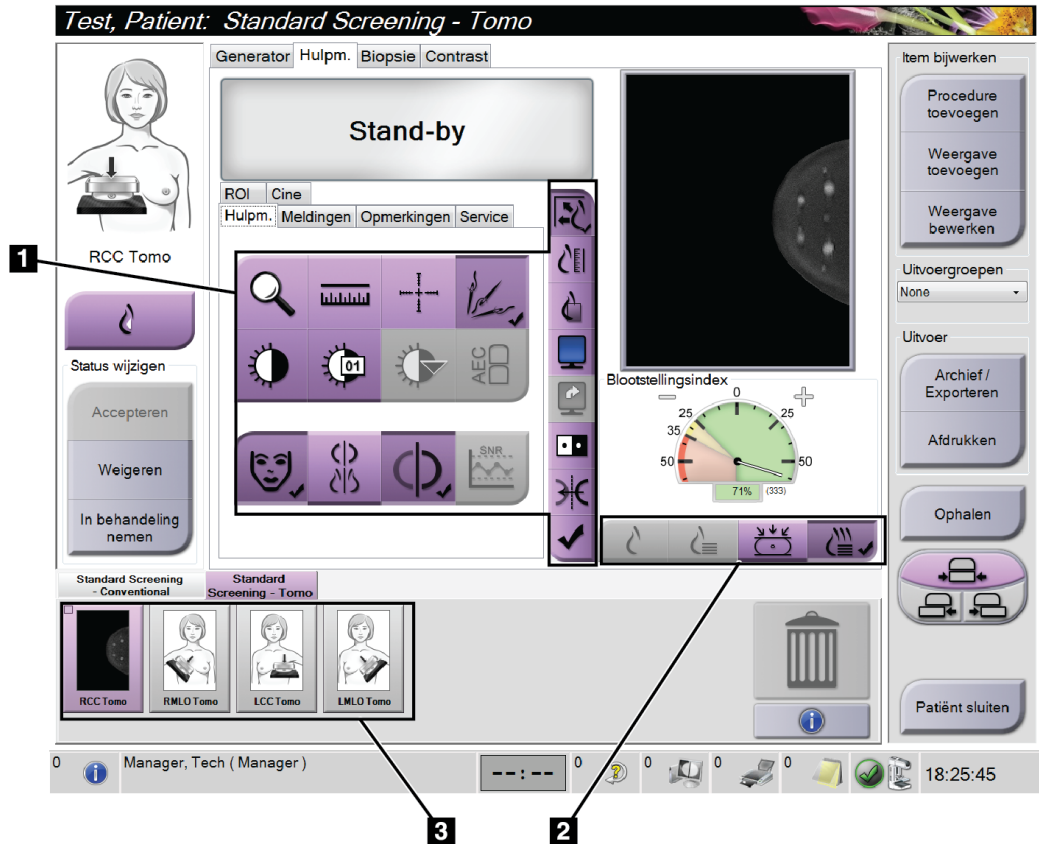 Test, Patient: Standard Screening - Tomo
Generator Hulpm. Biopsie Contrast
Stand-by
ROI Cine
Hulpm. Meldingen Opmerkingen Service
RCC Tomo
1
01
AEC
SNR
Status wijzigen
Accepteren
Weigeren
In behandeling
nemen
Blootstellingsindex
0
25 25
35
50 50
71% (333)
Item bijwerken
Procedure
toevoegen
Weergave
toevoegen
Weergave
bewerken
Uitvoergroepen
None
Uitvoer
Archief /
Exporteren
Afdrukken
Ophalen
Patiënt sluiten
Standard Screening
- Conventional
Standard
Screening - Tomo
RCC Tomo RMLO Tomo LCC Tomo LMLO Tomo
0 Manager, Tech ( Manager ) --:-- 0 0 0 0 18:25:45
3 2